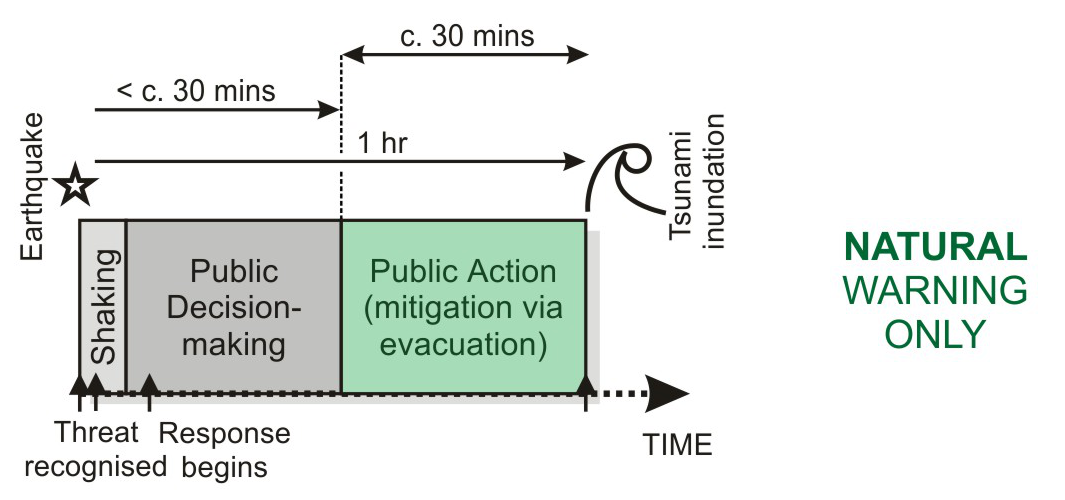 c. 30 mins
< c. 30 mins
1 hr
Earthquake
Tsunami
inundation
Shaking
Public
Decision-
making
Public Action
(mitigation via
evacuation)
NATURAL
WARNING
ONLY
Threat
recognised
Response
begins
TIME